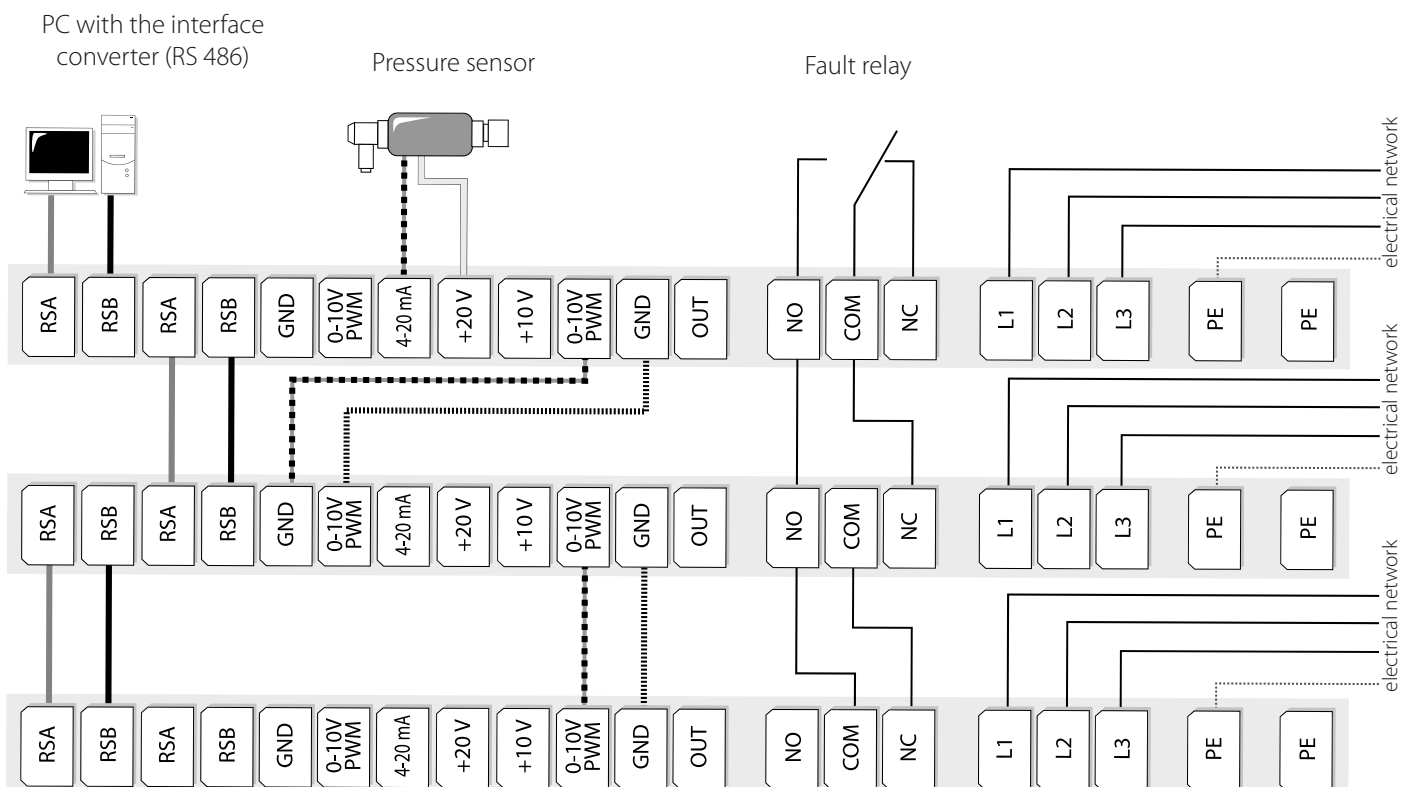 PC with the interface
converter (RS 486)
Pressure sensor
Fault relay
electrical network
RSA
RSB
RSA
RSB
GND
0-10V
PWM
4-20 mA
+20 V
+10 V
0-10V
PWM
GND
OUT
NO
COM
NC
L1
L2
L3
PE
PE
electrical network
RSA
RSB
RSA
RSB
GND
0-10V
PWM
4-20 mA
+20 V
+10 V
0-10V
PWM
GND
OUT
NO
COM
NC
L1
L2
L3
PE
PE
electrical network
RSA
RSB
RSA
RSB
GND
0-10V
PWM
4-20 mA
+20 V
+10 V
0-10V
PWM
GND
OUT
NO
COM
NC
L1
L2
L3
PE
PE